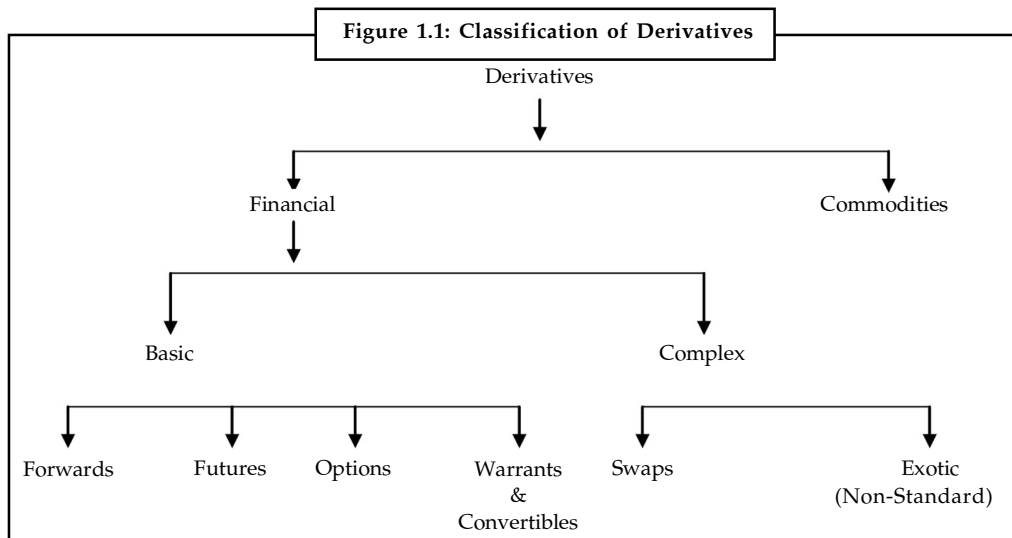 Figure 1.1: Classification of Derivatives
Derivatives
Financial
Commodities
Basic
Complex
Forwards
Futures
Options
Warrants
&
Convertibles
Swaps
Exotic
(Non-Standard)